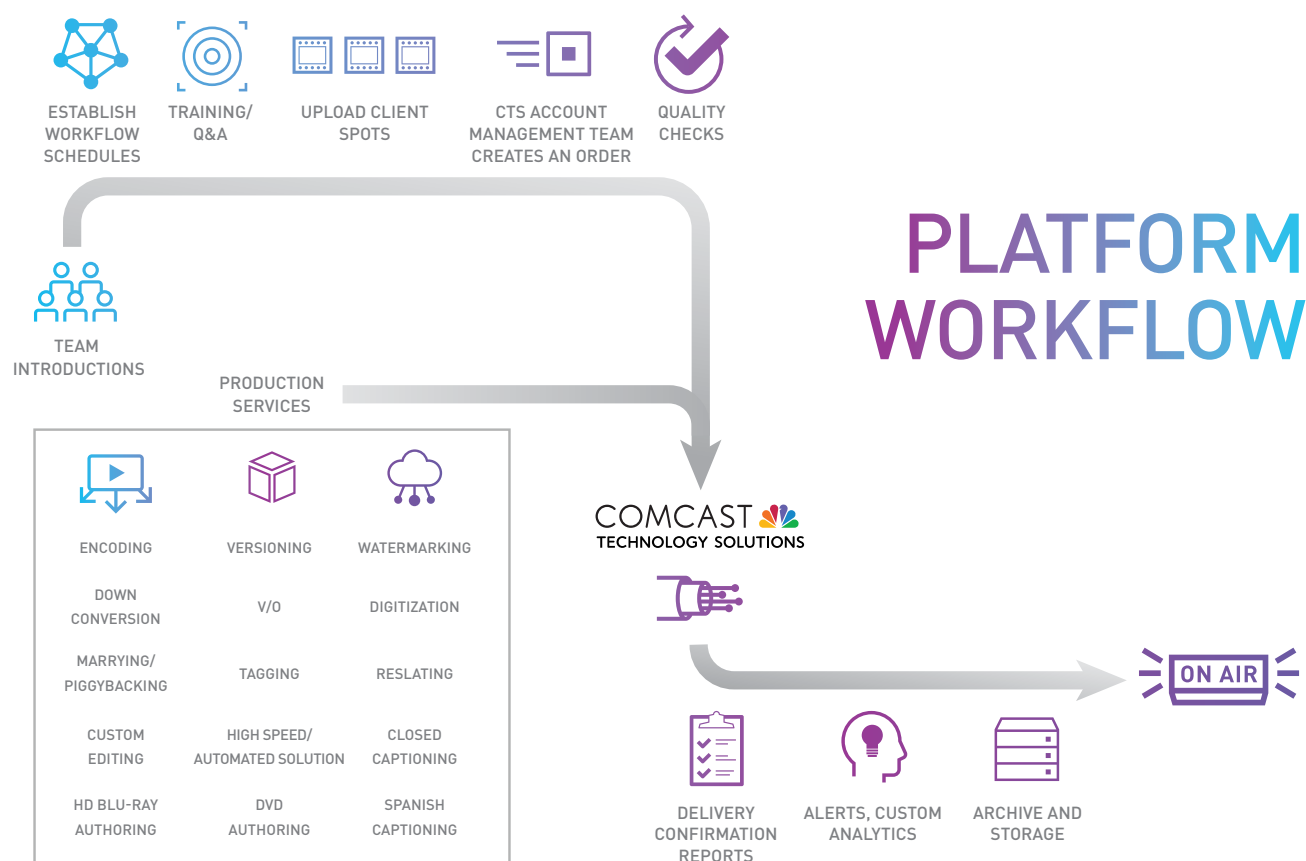 ESTABLISH
WORKFLOW
SCHEDULES
TRAINING/
Q&A
UPLOAD CLIENT
SPOTS
CTS ACCOUNT
MANAGEMENT TEAM
CREATES AN ORDER
QUALITY
CHECKS
PLATFORM
WORKFLOW
TEAM
INTRODUCTIONS
PRODUCTION
SERVICES
ENCODING
VERSIONING
WATERMARKING
DOWN
CONVERSION
V/O
DIGITIZATION
MARRYING/
PIGGYBACKING
TAGGING
RESLATING
CUSTOM
EDITING
HIGH SPEED/
AUTOMATED SOLUTION
CLOSED
CAPTIONING
HD BLU-RAY
AUTHORING
DVD
AUTHORING
SPANISH
CAPTIONING
COMCAST
TECHNOLOGY SOLUTIONS
ON AIR
DELIVERY
CONFIRMATION
REPORTS
ALERTS, CUSTOM
ANALYTICS
ARCHIVE AND
STORAGE